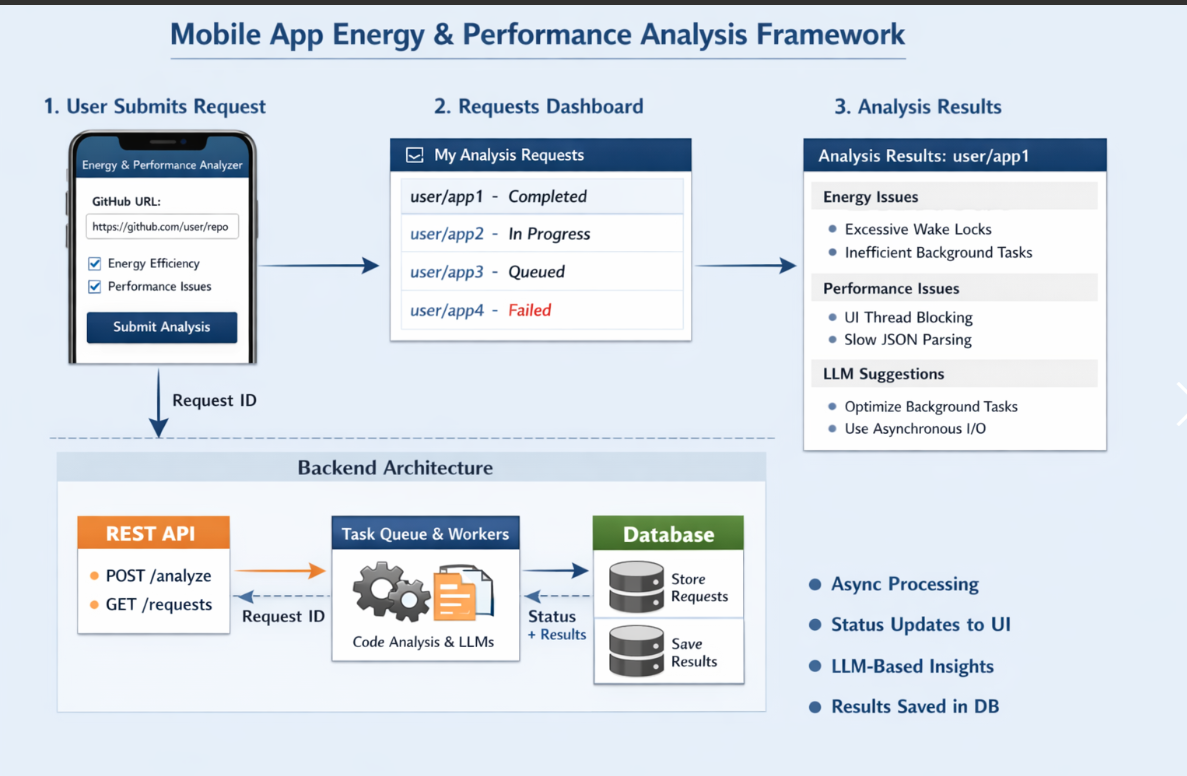 Mobile App Energy & Performance Analysis Framework
1. User Submits Request
Energy & Performance Analyzer
GitHub URL:
https://github.com/user/repo
Energy Efficiency
Performance Issues
Submit Analysis
Request ID
2. Requests Dashboard
My Analysis Requests
user/app1 - Completed
user/app2 - In Progress
user/app3 - Queued
user/app4 - Failed
3. Analysis Results
Analysis Results: user/app1
Energy Issues
Excessive Wake Locks
Inefficient Background Tasks
Performance Issues
UI Thread Blocking
Slow JSON Parsing
LLM Suggestions
Optimize Background Tasks
Use Asynchronous I/O
Backend Architecture
REST API
POST /analyze
GET /requests
Request ID
Task Queue & Workers
Code Analysis & LLMs
Status
+ Results
Database
Store
Requests
Save
Results
Async Processing
Status Updates to UI
LLM-Based Insights
Results Saved in DB